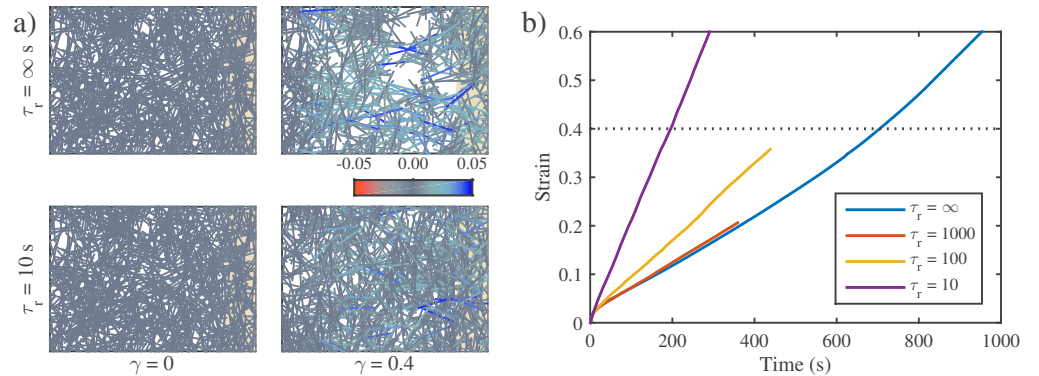 a)
τr = ∞ s
-0.05 0.00 0.05
τr = 10 s
γ = 0
γ = 0.4
b)
Strain
0.6
0.5
0.4
0.3
0.2
0.1
0
0 200 400 600 800 1000
Time (s)
τr = ∞
τr = 1000
τr = 100
τr = 10